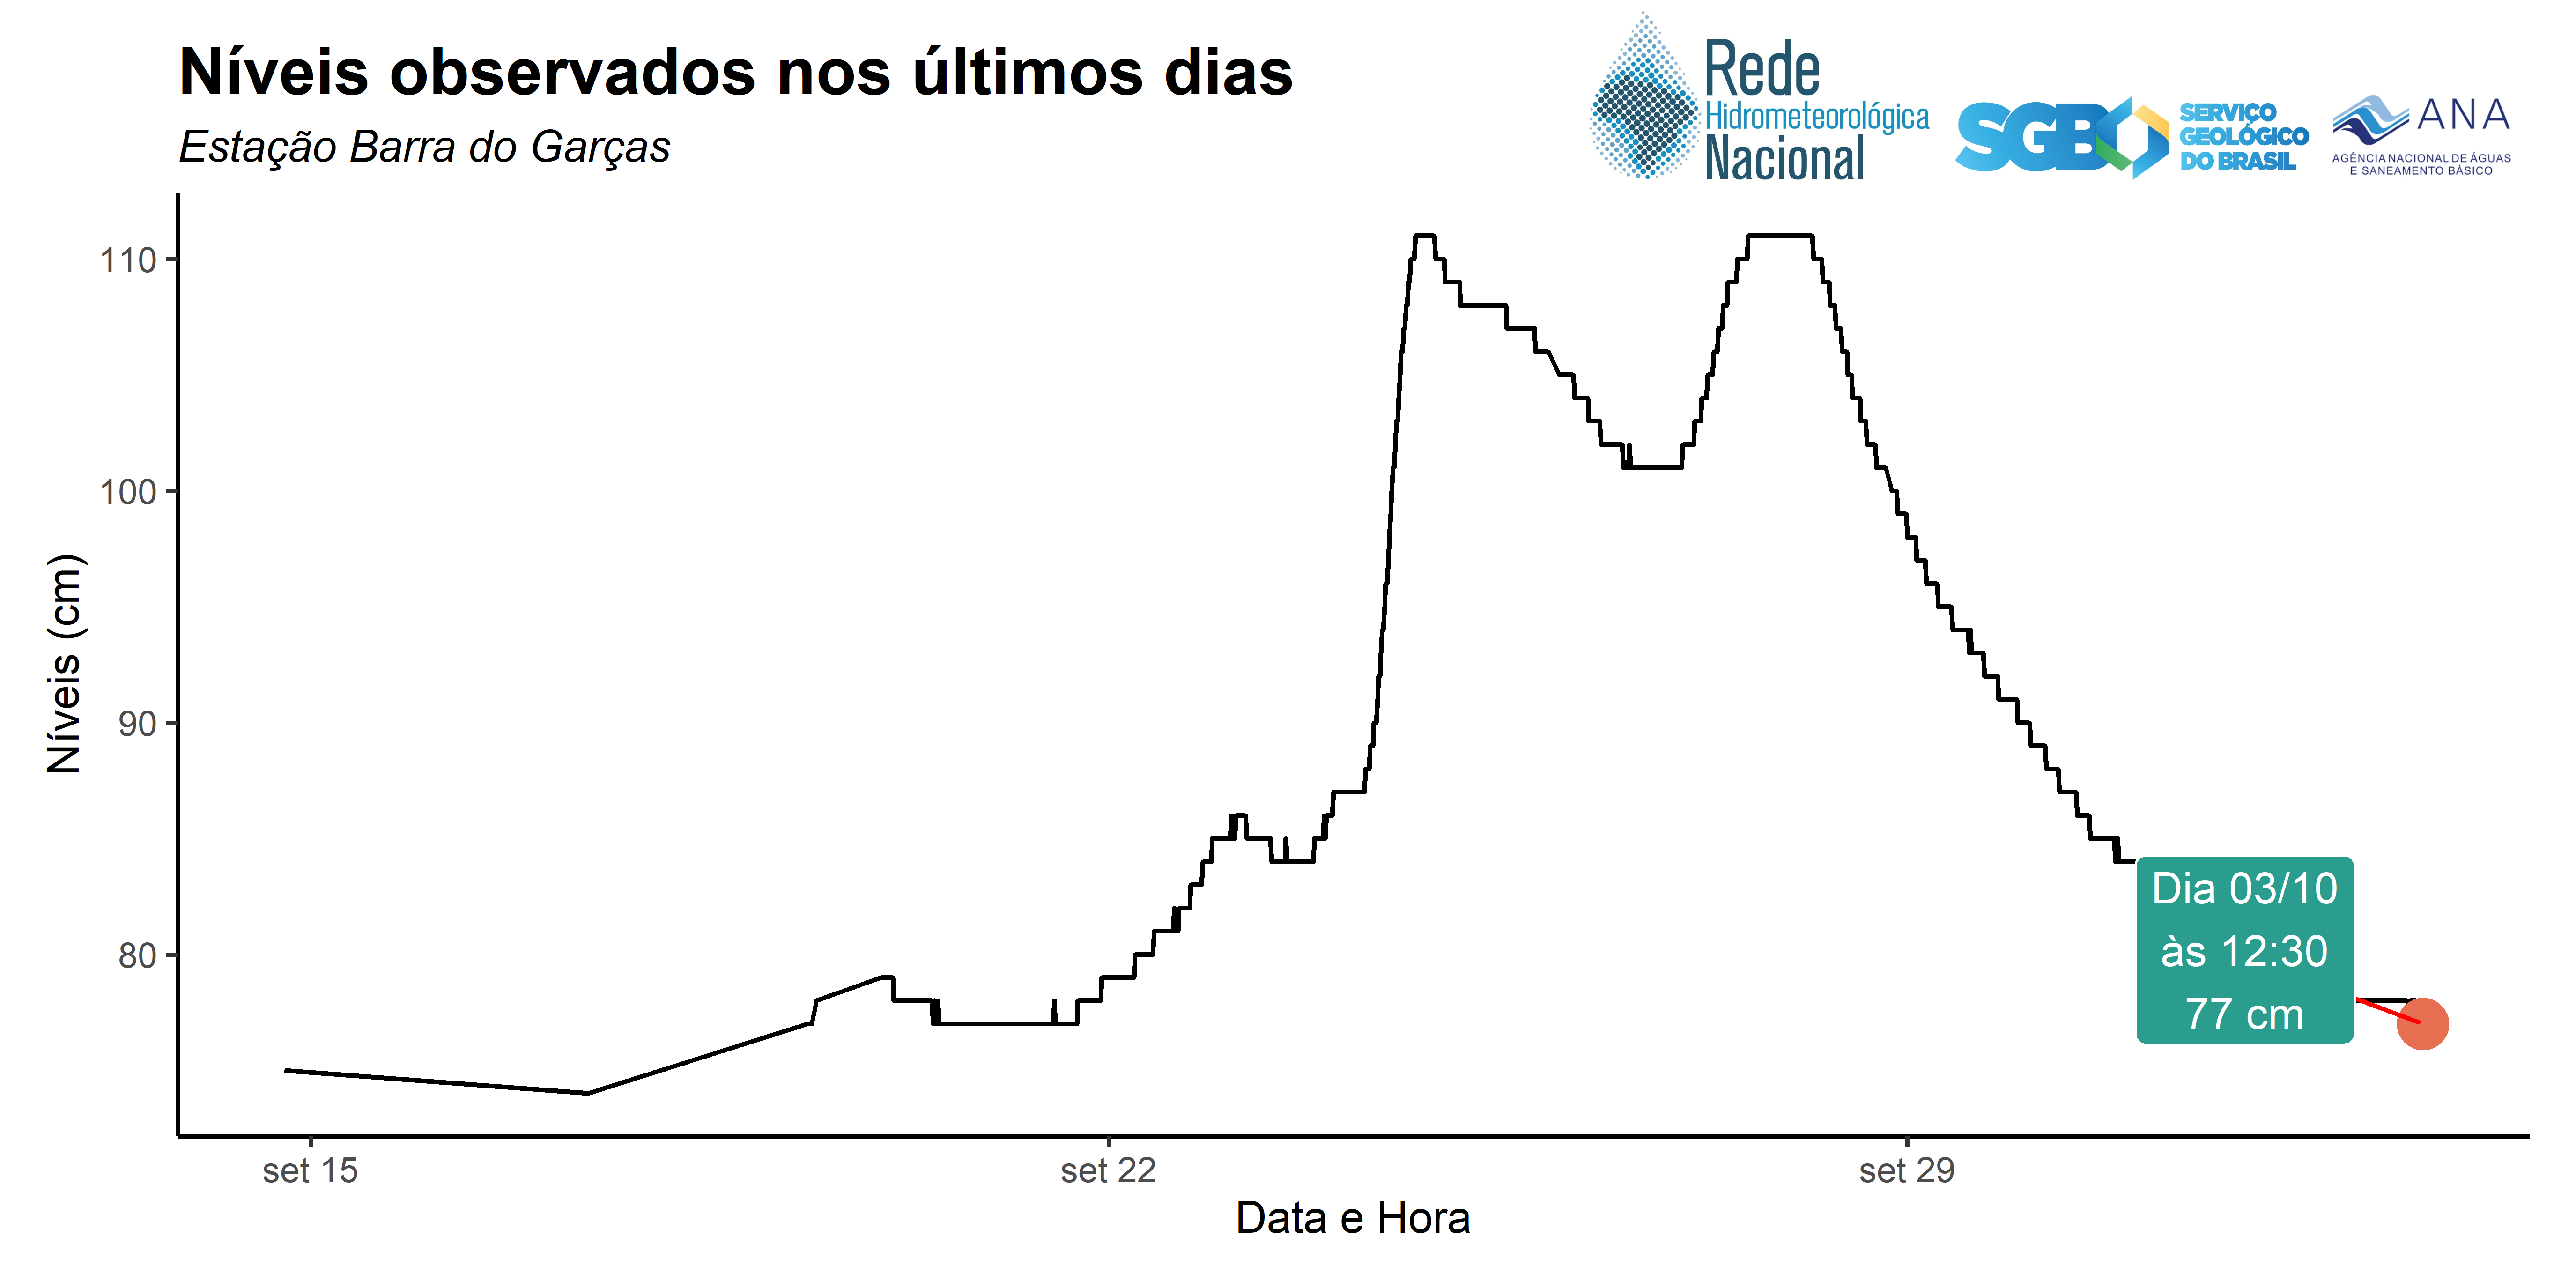 Níveis observados nos últimos dias
Estação Barra do Garças
Rede
Hidrometeorológica
Nacional
SGB
SERVIÇO
GEOLÓGICO
DO BRASIL
ANA
AGÊNCIA NACIONAL DE ÁGUAS
E SANEAMENTO BÁSICO
Níveis (cm)
110
100
90
80
Dia 03/10
às 12:30
77 cm
set 15
set 22
set 29
Data e Hora